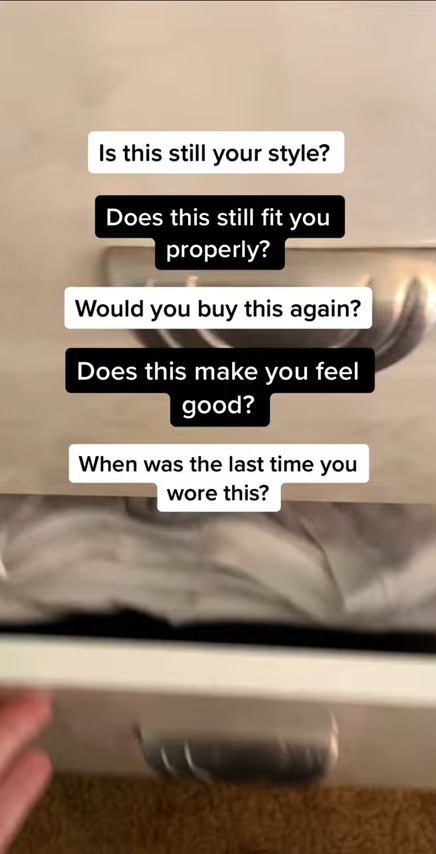 Is this still your style?
Does this still fit you
properly?
Would you buy this again?
Does this make you feel
good?
When was the last time you
wore this?